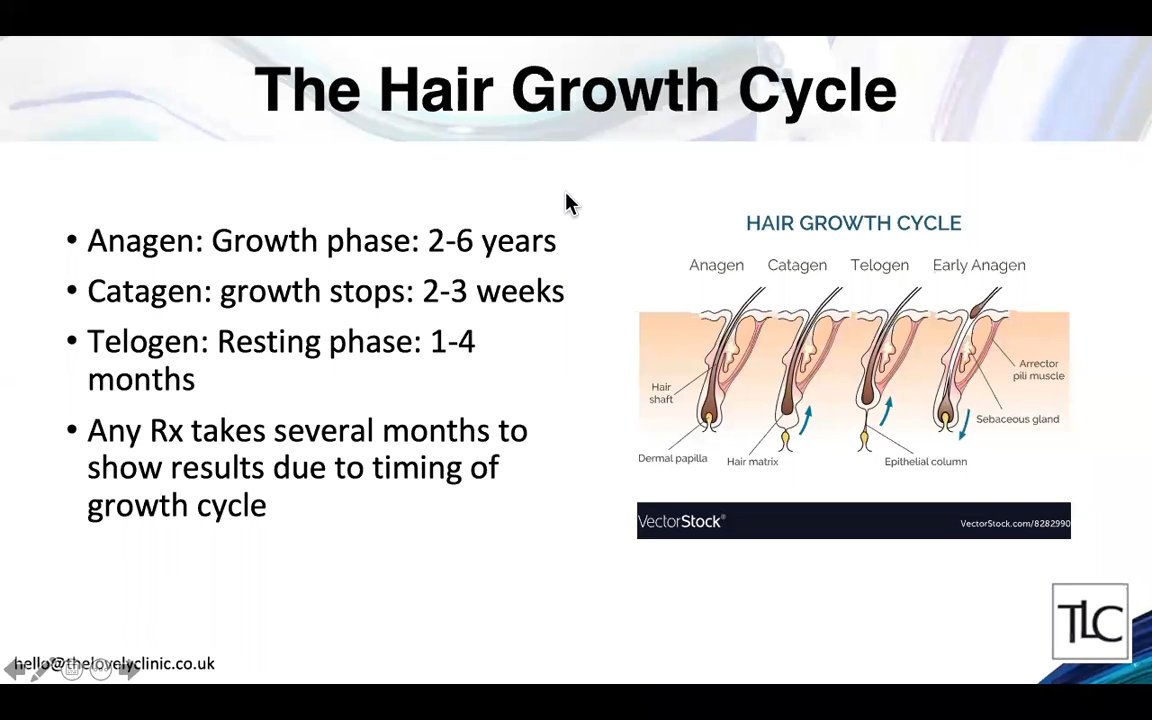 The Hair Growth Cycle
• Anagen: Growth phase: 2-6 years
• Catagen: growth stops: 2-3 weeks
• Telogen: Resting phase: 1-4
months
• Any Rx takes several months to
show results due to timing of
growth cycle
HAIR GROWTH CYCLE
Anagen Catagen Telogen Early Anagen
Hair
shaft
Arrector
pili muscle
Sebaceous gland
Dermal papilla
Hair matrix
Epithelial column
VectorStock®
VectorStock.com/8282990
TLC
hello@thelovelyclinic.co.uk